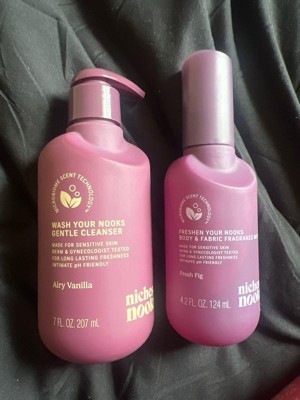 WASH YOUR NOOKS
GENTLE CLEANSER
MADE FOR SENSITIVE SKIN
DERM & GYNECOLOGIST TESTED
FOR LONG LASTING FRESHNESS
INTIMATE pH FRIENDLY
Airy Vanilla
niche
nook
7 FL OZ. 207 mL
SCENT TECHNOLOGY
FRESHEN YOUR NOOKS
BODY & FABRIC FRAGRANCE
MADE FOR SENSITIVE SKIN
DERM & GYNECOLOGIST TESTED
FOR LONG LASTING FRESHNESS
INTIMATE pH FRIENDLY
Fresh Fig
niche
nook
4.2 FL OZ. 124 mL